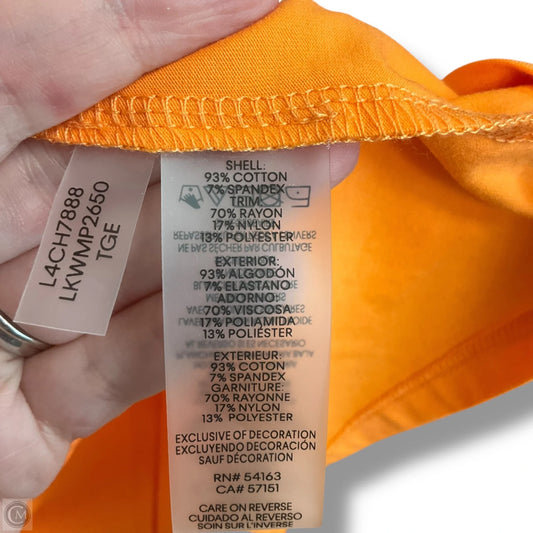 L4CH7888
LKWMP2650
TGE
SHELL:
93% COTTON
7% SPANDEX
TRIM:
70% RAYON
17% NYLON
13% POLYESTER
EXTERIOR:
93% ALGODÓN
7% ELASTANO
ADORNO:
70% VISCOSA
17% POLIAMIDA
13% POLIÉSTER
EXTERIEUR:
93% COTON
7% SPANDEX
GARNITURE:
70% RAYONNE
17% NYLON
13% POLYESTER
EXCLUSIVE OF DECORATION
EXCLUYENDO DECORACIÓN
SAUF DÉCORATION
RN# 54163
CA# 57151
CARE ON REVERSE
CUIDADO AL REVERSO
SOIN SUR L'INVERSE